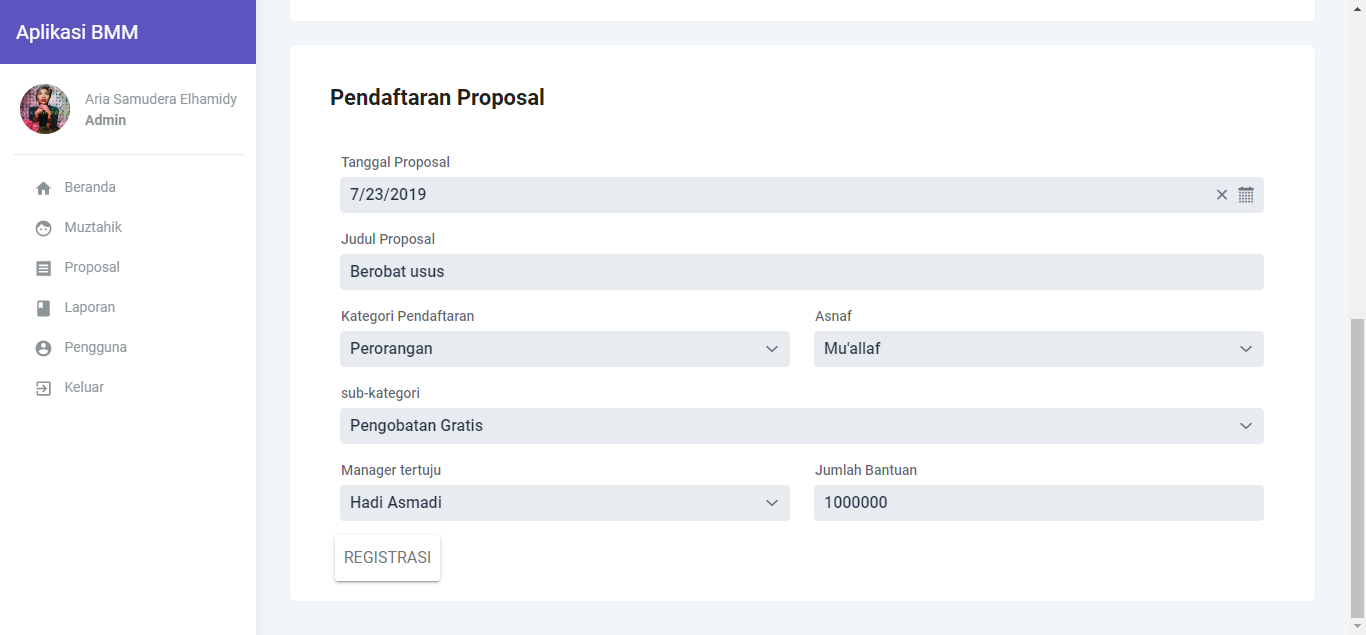 Aplikasi BMM
Aria Samudera Elhamidy
Admin
Beranda
Muztahik
Proposal
Laporan
Pengguna
Keluar
Pendaftaran Proposal
Tanggal Proposal
7/23/2019
Judul Proposal
Berobat usus
Kategori Pendaftaran
Perorangan
Asnaf
Mu'allaf
sub-kategori
Pengobatan Gratis
Manager tertuju
Hadi Asmadi
Jumlah Bantuan
1000000
REGISTRASI